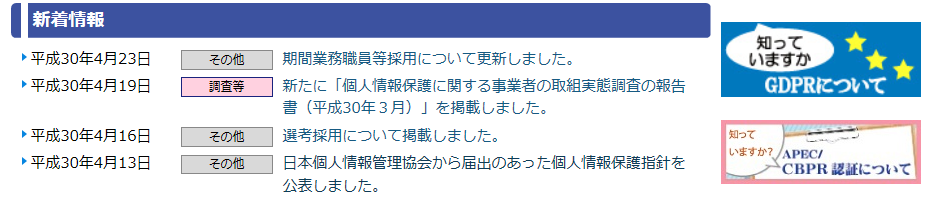 新着情報
平成30年4月23日 その他 期間業務職員等採用について更新しました。
平成30年4月19日 調査等 新たに「個人情報保護に関する事業者の取組実態調査の報告
書（平成30年３月）」を掲載しました。
平成30年4月16日 その他 選考採用について掲載しました。
平成30年4月13日 その他 日本個人情報管理協会から届出のあった個人情報保護指針を
公表しました。
知って
いますか
GDPRについて
知って
いますか?
APEC/
CBPR 認証について